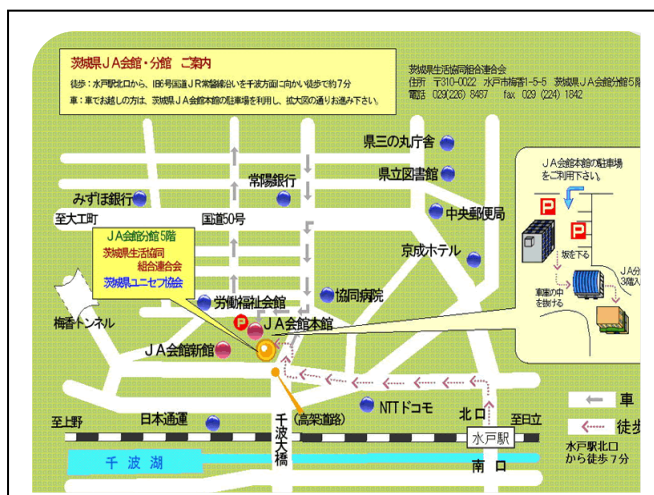 茨城県ＪＡ会館・分館　ご案内
徒歩：水戸駅北口から、旧6号国道ＪＲ常磐線沿いを千波方面に向かい徒歩で約７分
車：車でお越しの方は、茨城県ＪＡ会館本館の駐車場を利用し、拡大図の通りお進み下さい。
茨城県生活協同組合連合会
住所　〒310-0022　水戸市梅香1-5-5　茨城県ＪＡ会館分館５階
電話　029(226) 8487　fax　029 (224) 1842
県三の丸庁舎
県立図書館
ＪＡ会館本館の駐車場
をご利用下さい。
常陽銀行
みずほ銀行
中央郵便局
至大工町
国道50号
京成ホテル
ＪＡ会館分館５階
茨城県生活協同
組合連合会
茨城県ユニセフ協会
P
P
坂を下る
ＪＡ分
3階入
車庫の中
を抜ける
労働福祉会館
協同病院
P
ＪＡ会館本館
梅香トンネル
ＪＡ会館新館
車
徒歩
ＮＴＴドコモ
北口
至上野
日本通運
千波大橋
(高架道路)
至日立
水戸駅
水戸駅北口
から徒歩７分
千波湖
南口